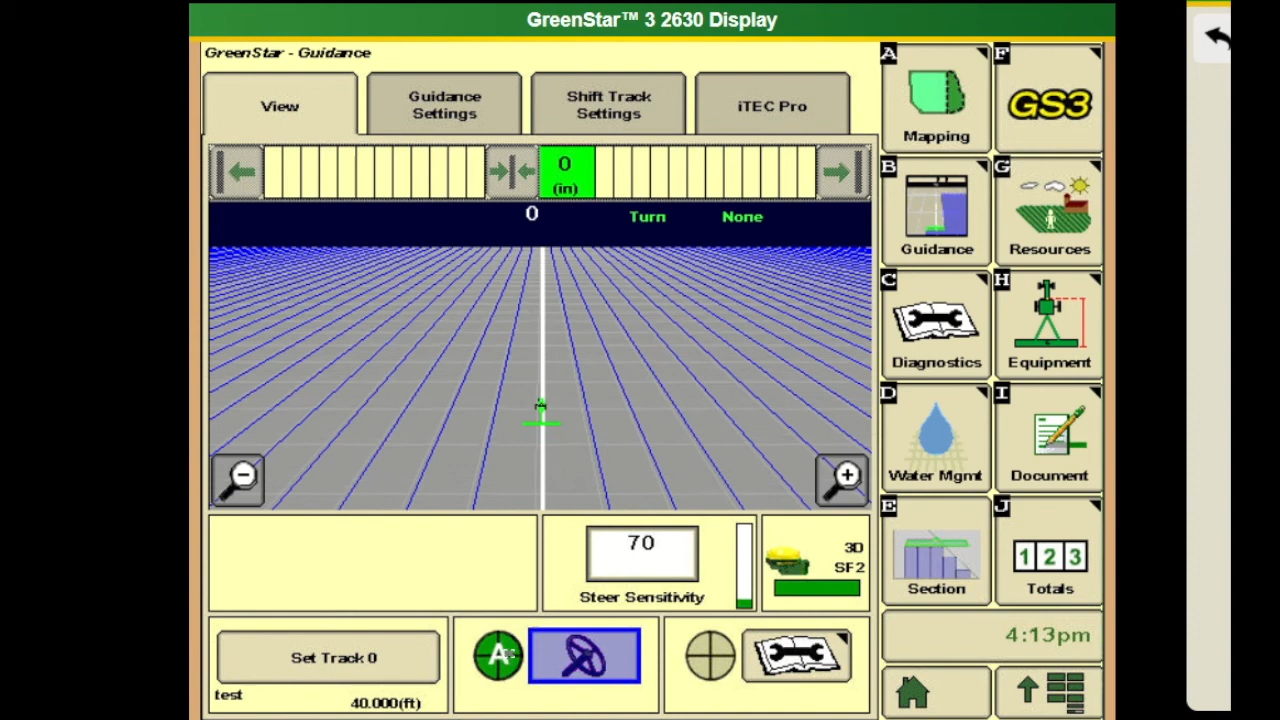 GreenStar™ 3 2630 Display
GreenStar - Guidance
View
Guidance
Settings
Shift Track
Settings
iTEC Pro
0
(in)
0
Turn
None
70
Steer Sensitivity
3D
SF2
Set Track 0
test
40.000(ft)
A
A
Mapping
F
GS3
B
Guidance
G
Resources
C
Diagnostics
H
Equipment
D
Water Mgmt
I
Document
E
Section
J
1 2 3
Totals
4:13pm